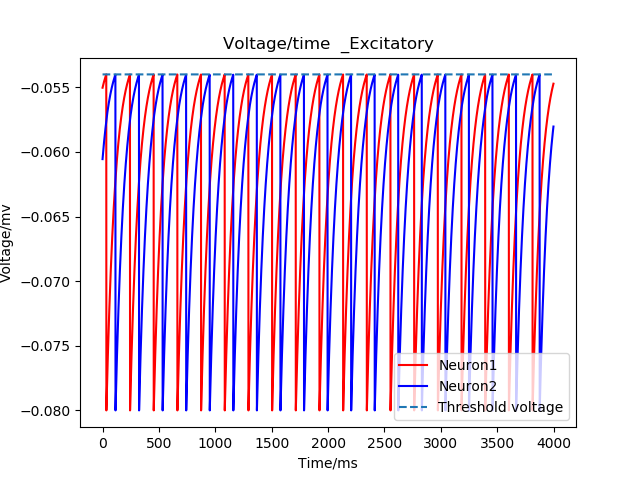 Voltage/time _Excitatory
Voltage/mv
−0.055
−0.060
−0.065
−0.070
−0.075
−0.080
Neuron1
Neuron2
Threshold voltage
0 500 1000 1500 2000 2500 3000 3500 4000
Time/ms